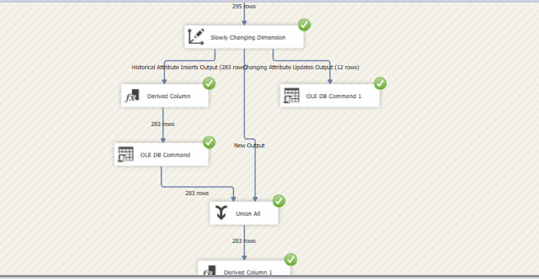 295 rows
Slowly Changing Dimension
Historical Attribute Inserts Output (283 rows)
Changing Attribute Updates Output (12 rows)
Derived Column
OLE DB Command 1
283 rows
New Output
OLE DB Command
283 rows
Union All
283 rows
Derived Column 1